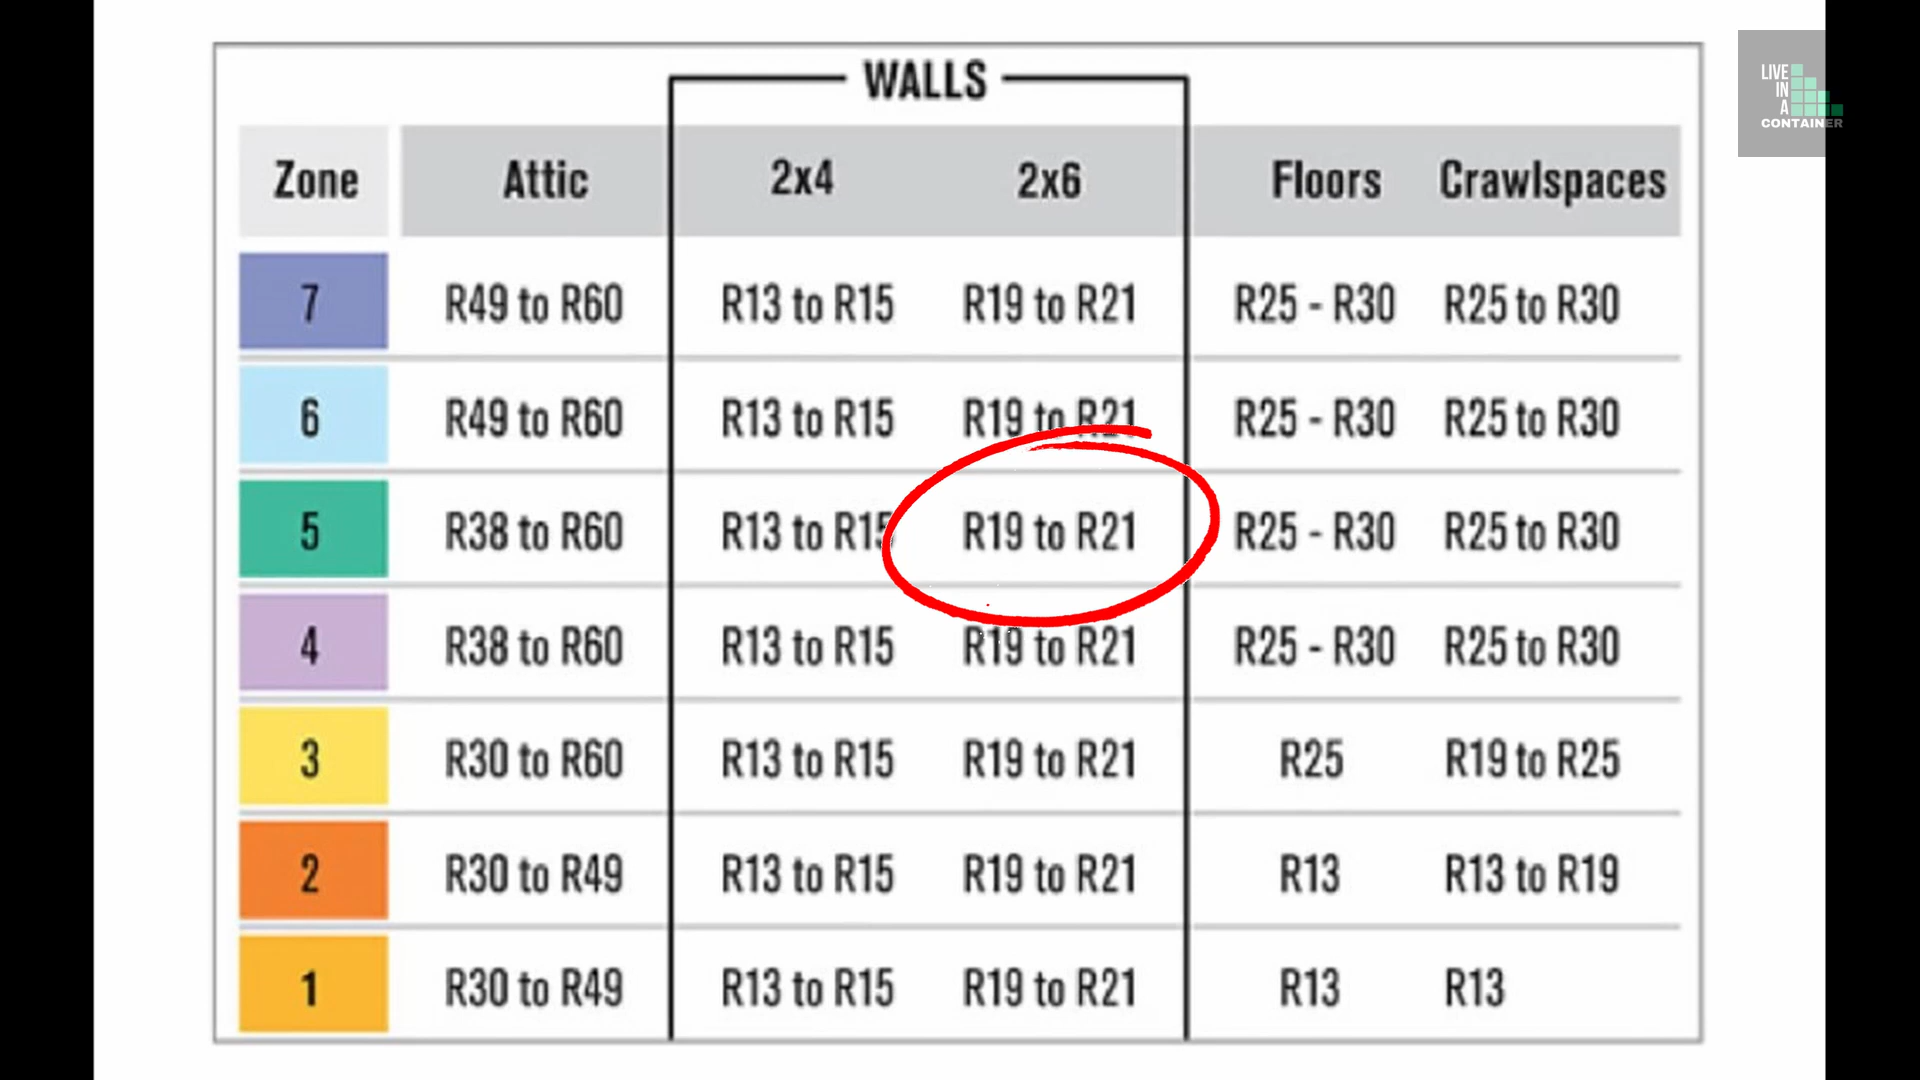 WALLS
Zone Attic 2x4 2x6 Floors Crawlspaces
7 R49 to R60 R13 to R15 R19 to R21 R25 - R30 R25 to R30
6 R49 to R60 R13 to R15 R19 to R21 R25 - R30 R25 to R30
5 R38 to R60 R13 to R15 R19 to R21 R25 - R30 R25 to R30
4 R38 to R60 R13 to R15 R19 to R21 R25 - R30 R25 to R30
3 R30 to R60 R13 to R15 R19 to R21 R25 R19 to R25
2 R30 to R49 R13 to R15 R19 to R21 R13 R13 to R19
1 R30 to R49 R13 to R15 R19 to R21 R13 R13
LIVE
IN
A
CONTAINER